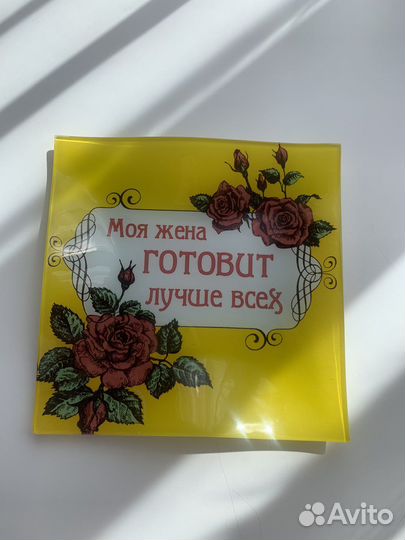 Моя жена
готовит
лучше всех
Avito